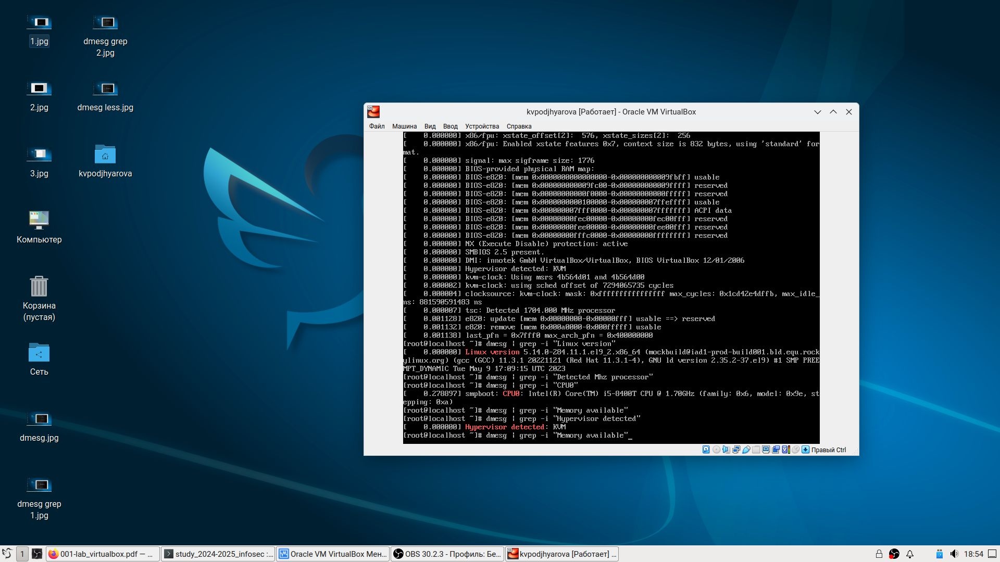 1.jpg
dmesg grep
2.jpg
2.jpg
dmesg less.jpg
3.jpg
kvpodjhyarova
Компьютер
Корзина
(пустая)
Сеть
dmesg.jpg
dmesg grep
1.jpg
kvpodjhyarova [Работает] - Oracle VM VirtualBox
Файл Машина Вид Ввод Устройства Справка
[    0.000000] x86/fpu: xstate_offset[2]:  576, xstate_sizes[2]:  256
[    0.000000] x86/fpu: Enabled xstate features 0x7, context size is 832 bytes, using 'standard' for
mat.
[    0.000000] signal: max sigframe size: 1776
[    0.000000] BIOS-provided physical RAM map:
[    0.000000] BIOS-e820: [mem 0x0000000000000000-0x000000000009fbff] usable
[    0.000000] BIOS-e820: [mem 0x000000000009fc00-0x000000000009ffff] reserved
[    0.000000] BIOS-e820: [mem 0x00000000000f0000-0x00000000000fffff] reserved
[    0.000000] BIOS-e820: [mem 0x0000000000100000-0x000000007ffeffff] usable
[    0.000000] BIOS-e820: [mem 0x000000007fff0000-0x000000007fffffff] ACPI data
[    0.000000] BIOS-e820: [mem 0x00000000fec00000-0x00000000fec00fff] reserved
[    0.000000] BIOS-e820: [mem 0x00000000fee00000-0x00000000fee00fff] reserved
[    0.000000] BIOS-e820: [mem 0x00000000fffc0000-0x00000000ffffffff] reserved
[    0.000000] NX (Execute Disable) protection: active
[    0.000000] SMBIOS 2.5 present.
[    0.000000] DMI: innotek GmbH VirtualBox/VirtualBox, BIOS VirtualBox 12/01/2006
[    0.000000] Hypervisor detected: KVM
[    0.000000] kvm-clock: Using msrs 4b564d01 and 4b564d00
[    0.000002] kvm-clock: using sched offset of 7294065735 cycles
[    0.000004] clocksource: kvm-clock: mask: 0xffffffffffffffff max_cycles: 0x1cd42e4dffb, max_idle_
ns: 881590591483 ns
[    0.000007] tsc: Detected 1704.000 MHz processor
[    0.001128] e820: update [mem 0x00000000-0x00000fff] usable ==> reserved
[    0.001132] e820: remove [mem 0x000a0000-0x000fffff] usable
[    0.001138] last_pfn = 0x7fff0 max_arch_pfn = 0x400000000
[root@localhost ~]# dmesg | grep -i "Linux version"
[    0.000000] Linux version 5.14.0-284.11.1.el9_2.x86_64 (mockbuild@iad1-prod-build001.bld.equ.rock
ylinux.org) (gcc (GCC) 11.3.1 20221121 (Red Hat 11.3.1-4), GNU ld version 2.35.2-37.el9) #1 SMP PREE
MPT_DYNAMIC Tue May 9 17:09:15 UTC 2023
[root@localhost ~]# dmesg | grep -i "Detected Mhz processor"
[root@localhost ~]# dmesg | grep -i "CPU0"
[    0.278897] smpboot: CPU0: Intel(R) Core(TM) i5-8400T CPU @ 1.70GHz (family: 0x6, model: 0x9e, st
epping: 0xa)
[root@localhost ~]# dmesg | grep -i "Memory available"
[root@localhost ~]# dmesg | grep -i "Hypervisor detected"
[    0.000000] Hypervisor detected: KVM
[root@localhost ~]# dmesg | grep -i "Memory available"_
Правый Ctrl
1 001-lab_virtualbox.pdf — ... study_2024-2025_infosec :... Oracle VM VirtualBox Мен... OBS 30.2.3 - Профиль: Бе... kvpodjhyarova [Работает] ... 18:54